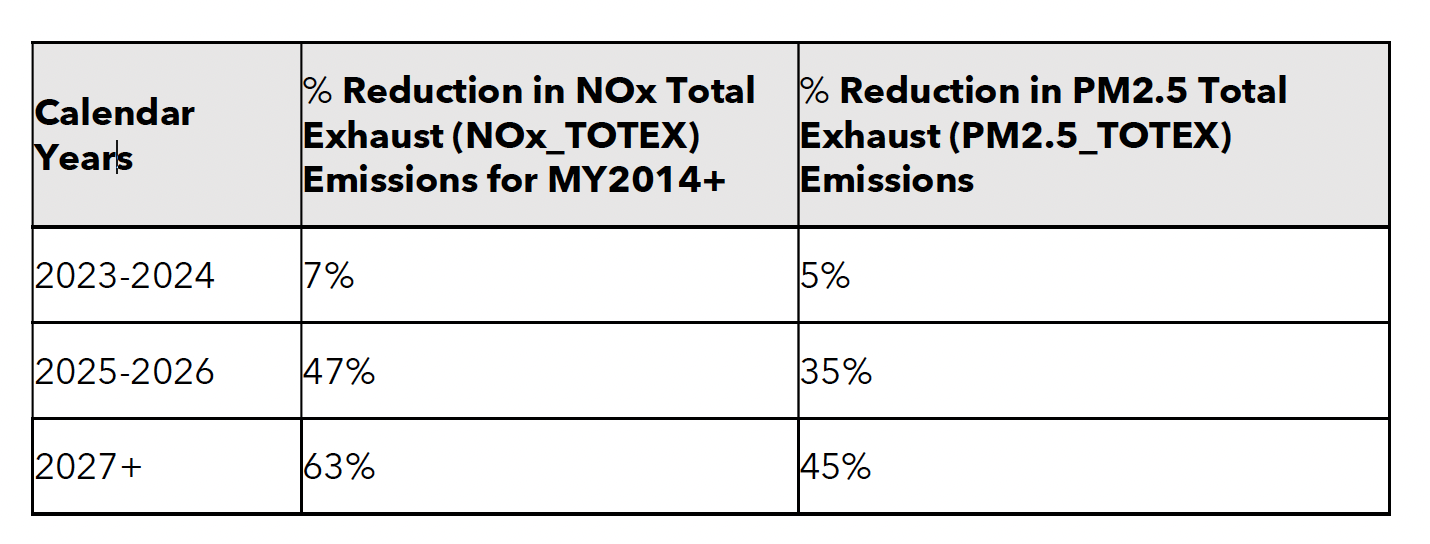 Calendar
Years
% Reduction in NOx Total
Exhaust (NOx_TOTEX)
Emissions for MY2014+
% Reduction in PM2.5 Total
Exhaust (PM2.5_TOTEX)
Emissions
2023-2024
7%
5%
2025-2026
47%
35%
2027+
63%
45%